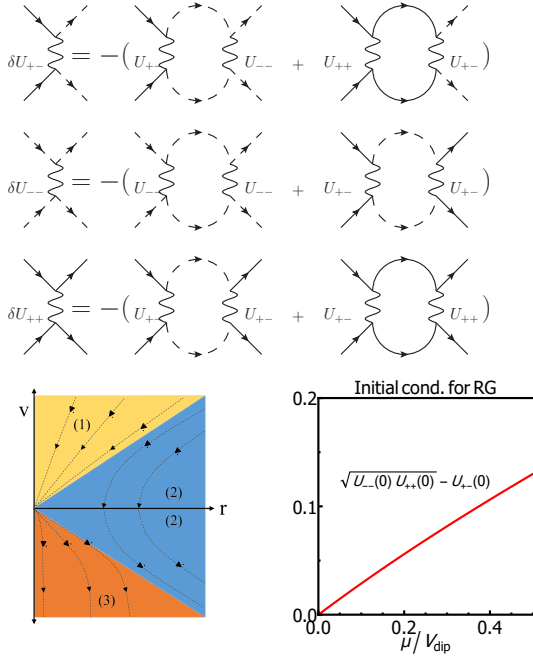 δU₊₋ = −( U₊₋ U₋₋ + U₊₊ U₊₋ )
δU₋₋ = −( U₋₋ U₋₋ + U₊₋ U₊₋ )
δU₊₊ = −( U₊₋ U₊₋ + U₊₋ U₊₊ )
v
(1)
(2)
r
(2)
(3)
Initial cond. for RG
0.2
√U₋₋(0) U₊₊(0) − U₊₋(0)
0.1
0.0
0.0 0.2 0.4
μ/V_dip